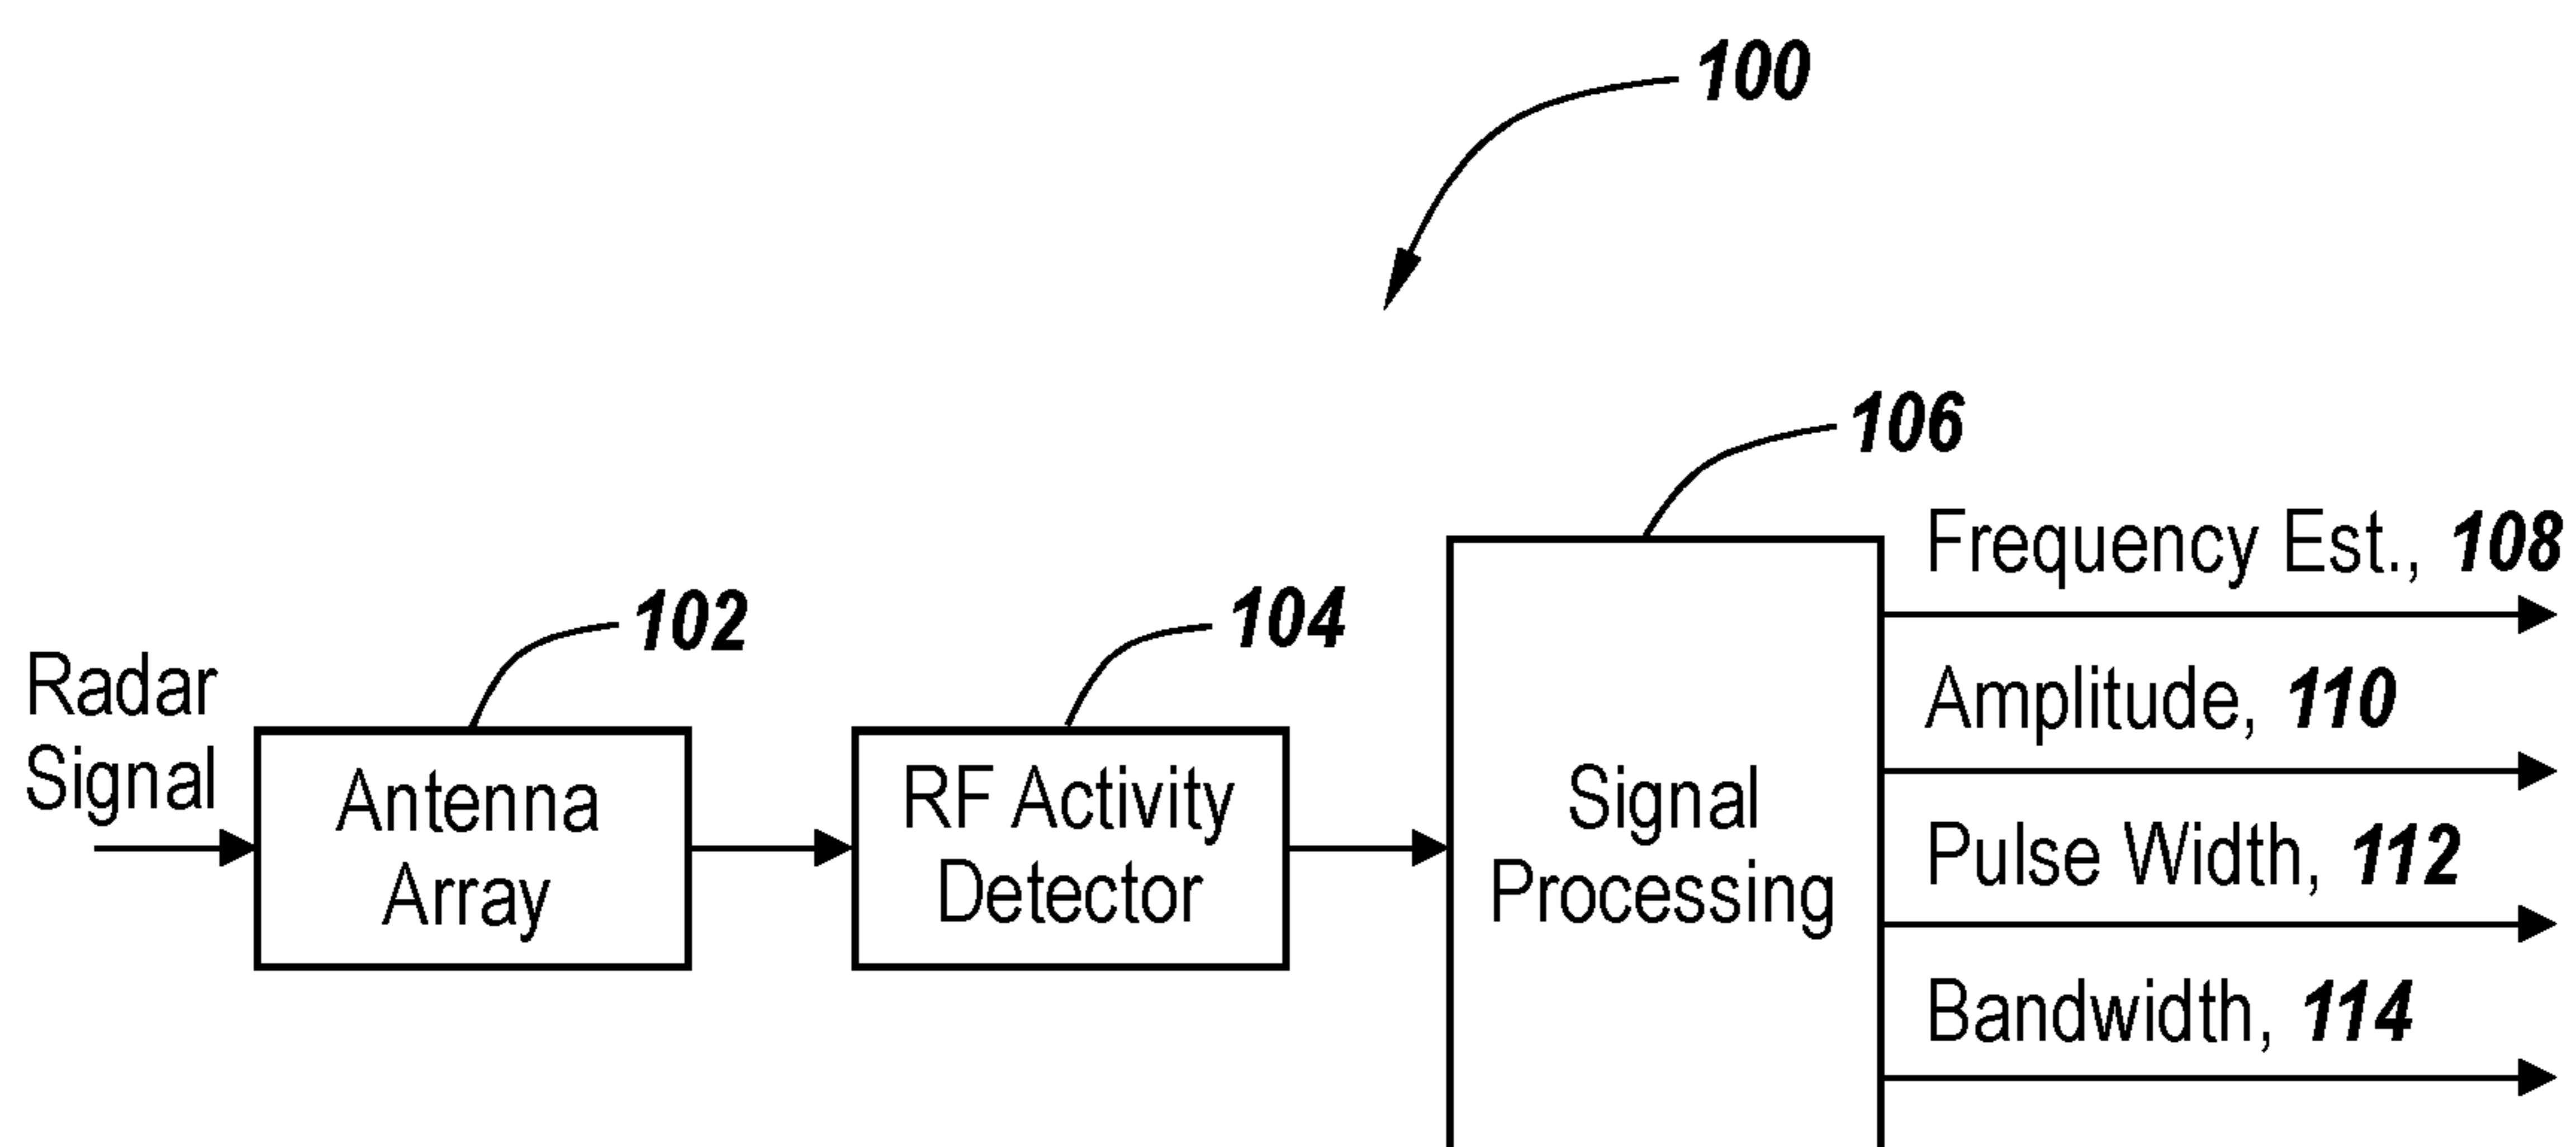 100
106
Frequency Est., 108
102
104
Radar
Signal
Amplitude, 110
Antenna
Array
RF Activity
Detector
Signal
Processing
Pulse Width, 112
Bandwidth, 114